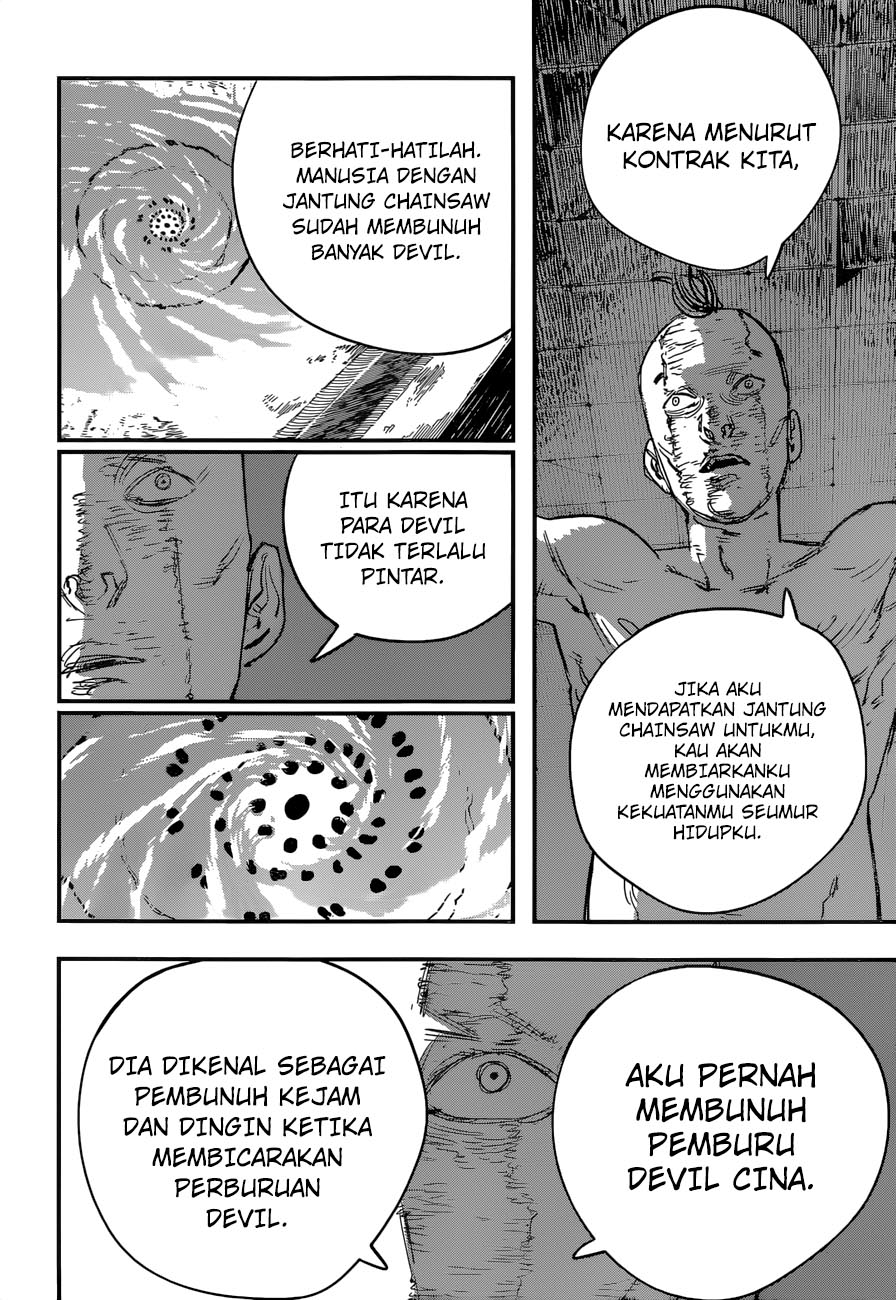 KARENA MENURUT
KONTRAK KITA,
JIKA AKU
MENDAPATKAN JANTUNG
CHAINSAW UNTUKMU,
KAU AKAN
MEMBIARKANKU
MENGGUNAKAN
KEKUATANMU SEUMUR
HIDUPKU.
BERHATI-HATILAH.
MANUSIA DENGAN
JANTUNG CHAINSAW
SUDAH MEMBUNUH
BANYAK DEVIL.
ITU KARENA
PARA DEVIL
TIDAK TERLALU
PINTAR.
AKU PERNAH
MEMBUNUH
PEMBURU
DEVIL CINA.
DIA DIKENAL SEBAGAI
PEMBUNUH KEJAM
DAN DINGIN KETIKA
MEMBICARAKAN
PERBURUAN
DEVIL.